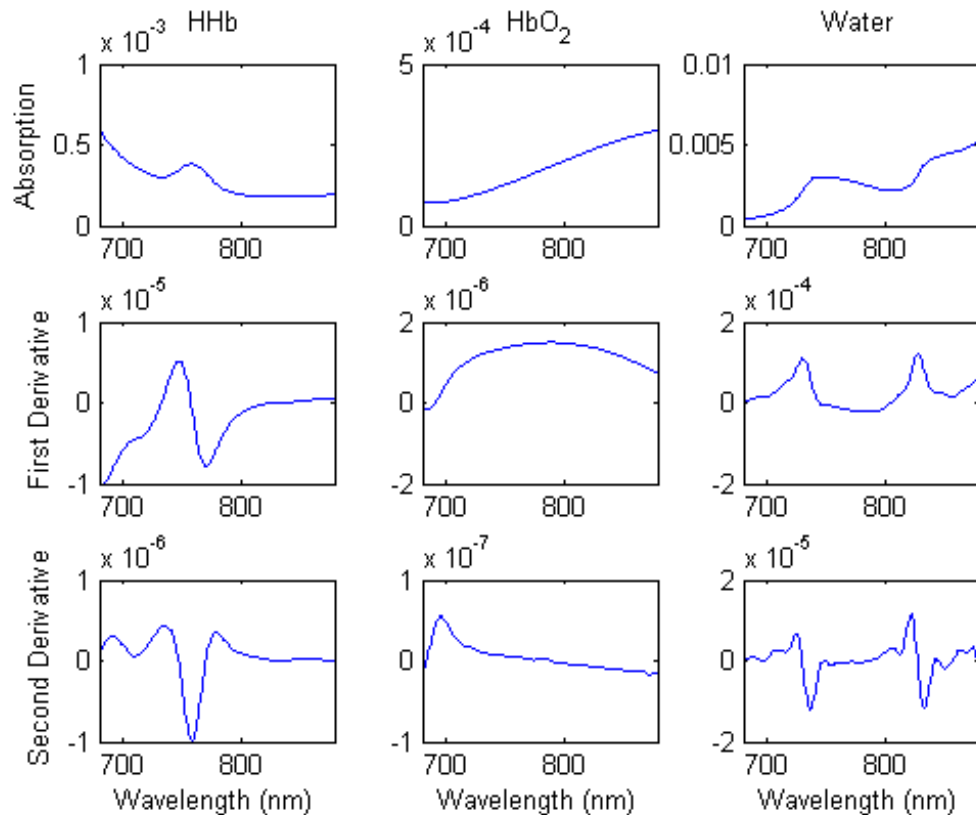 HHb
HbO2
Water
x 10-3
x 10-4
Absorption
1
0.5
0
700
800
5
0
700
800
0.01
0.005
0
700
800
x 10-5
x 10-6
x 10-4
First Derivative
1
0
-1
700
800
2
0
-2
700
800
2
0
-2
700
800
x 10-6
x 10-7
x 10-5
Second Derivative
1
0
-1
700
800
1
0
-1
700
800
2
0
-2
700
800
Wavelength (nm)
Wavelength (nm)
Wavelength (nm)